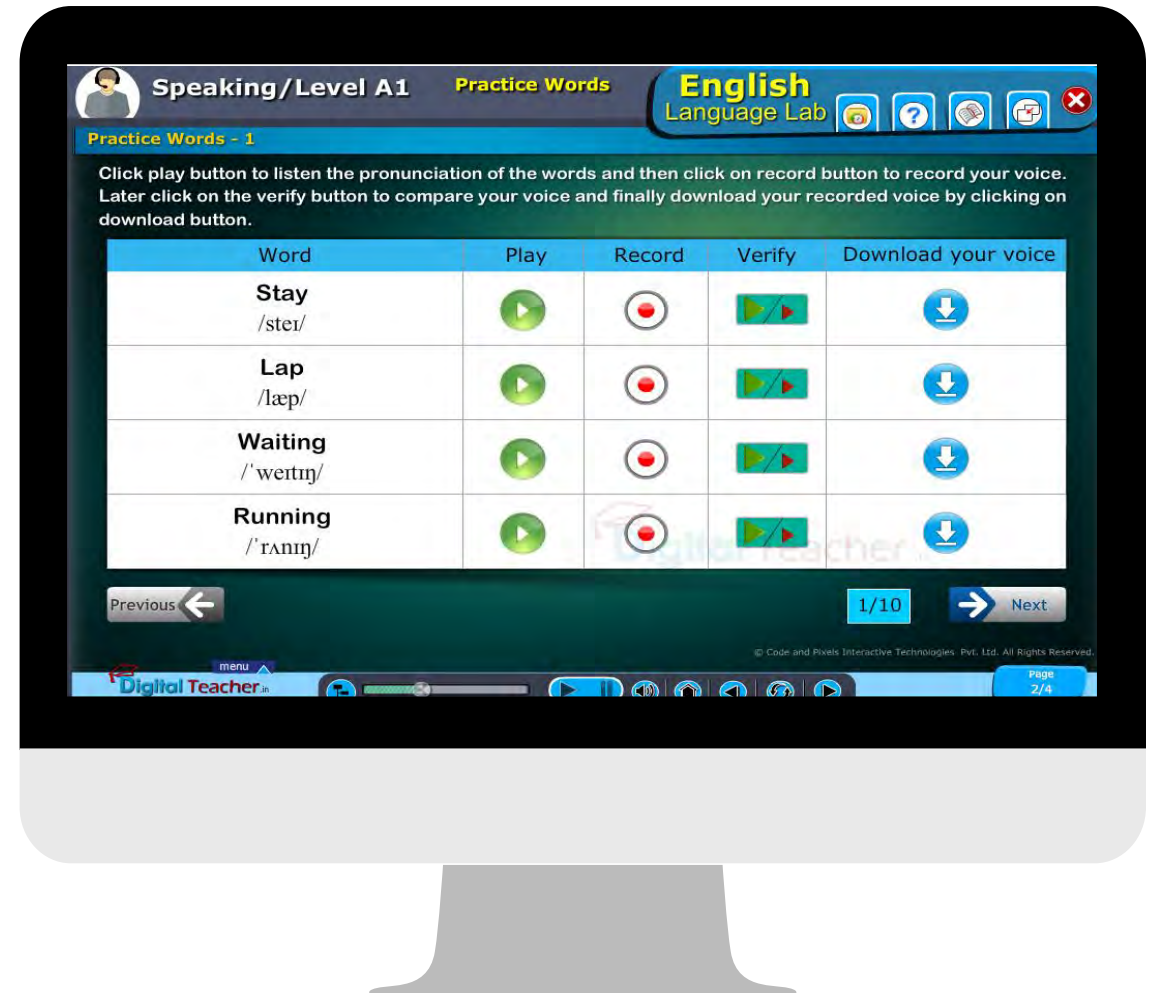 Speaking/Level A1
Practice Words
English
Language Lab
Practice Words - 1
Click play button to listen the pronunciation of the words and then click on record button to record your voice.
Later click on the verify button to compare your voice and finally download your recorded voice by clicking on
download button.
Word Play Record Verify Download your voice
Stay
/steɪ/
Lap
/læp/
Waiting
/ˈweɪtɪŋ/
Running
/ˈrʌnɪŋ/
Digital Teacher
Previous
1/10
Next
© Code and Pixels Interactive Technologies Pvt. Ltd. All Rights Reserved.
menu
Digital Teacher.in
Page
2/4